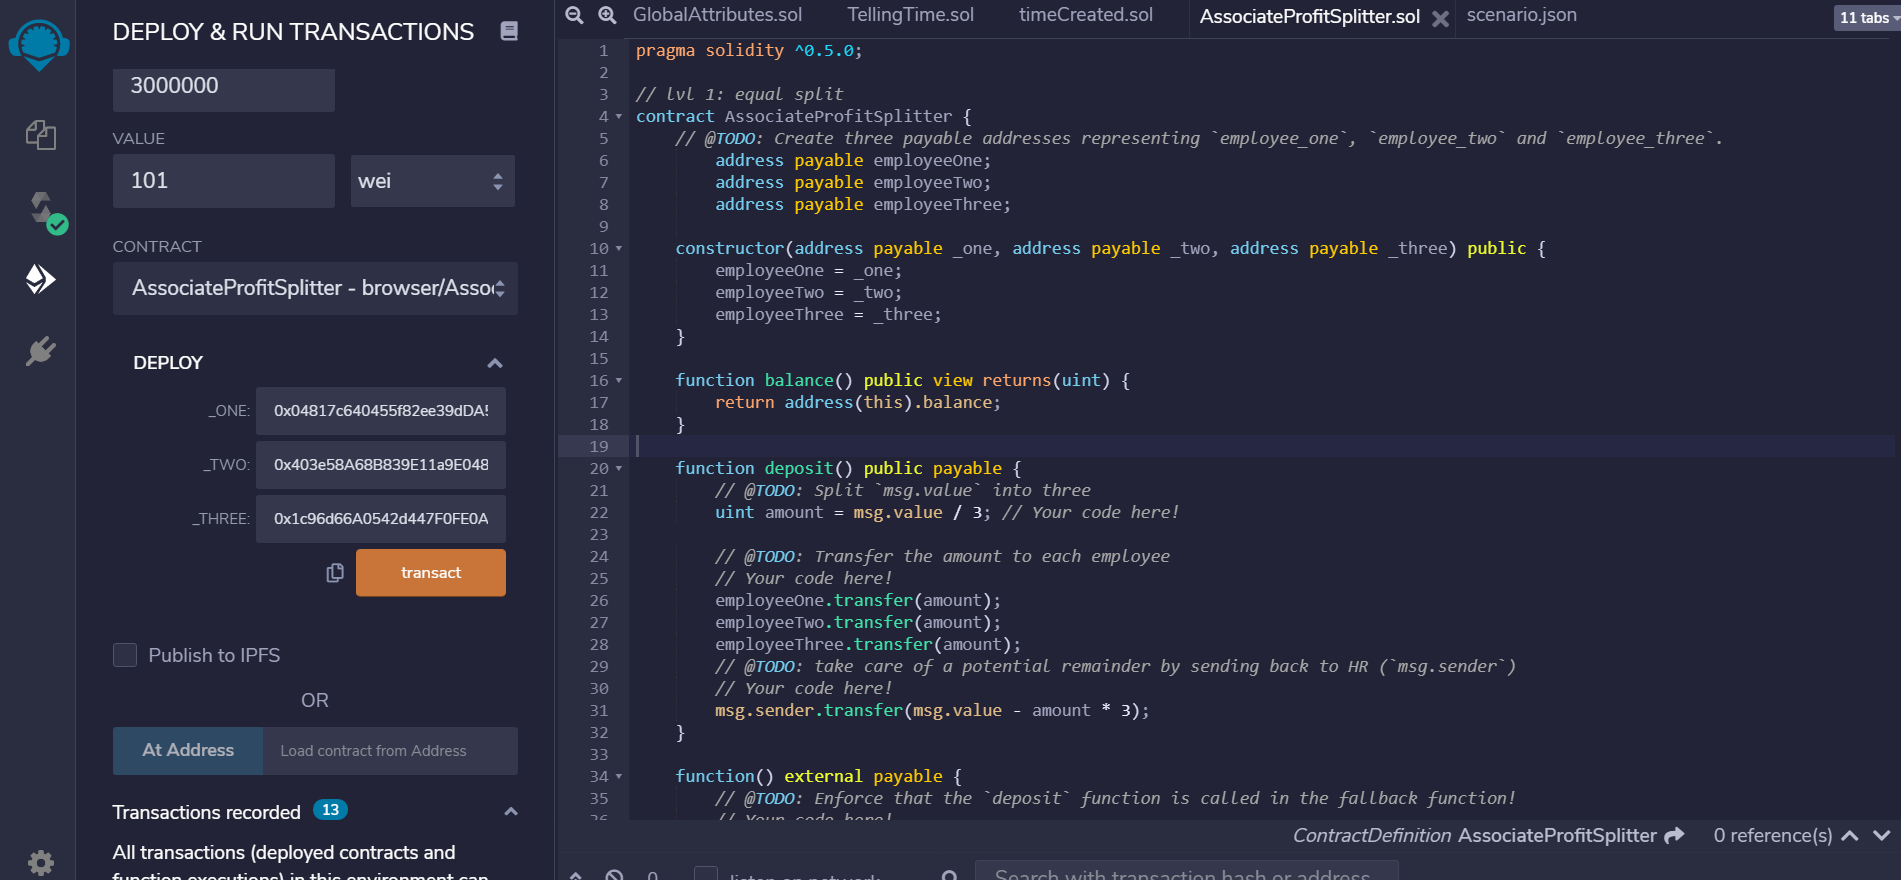 DEPLOY & RUN TRANSACTIONS
3000000
VALUE
101
wei
CONTRACT
AssociateProfitSplitter - browser/Asso
DEPLOY
_ONE: 0x04817c640455f82ee39dDA5
_TWO: 0x403e58A68B839E11a9E048
_THREE: 0x1c96d66A0542d447F0FE0A
transact
Publish to IPFS
OR
At Address Load contract from Address
Transactions recorded 13
All transactions (deployed contracts and
function executions) in this environment can
GlobalAttributes.sol TellingTime.sol timeCreated.sol AssociateProfitSplitter.sol scenario.json 11 tabs
1 pragma solidity ^0.5.0;
2
3 // lvl 1: equal split
4 contract AssociateProfitSplitter {
5 // @TODO: Create three payable addresses representing `employee_one`, `employee_two` and `employee_three`.
6 address payable employeeOne;
7 address payable employeeTwo;
8 address payable employeeThree;
9
10 constructor(address payable _one, address payable _two, address payable _three) public {
11 employeeOne = _one;
12 employeeTwo = _two;
13 employeeThree = _three;
14 }
15
16 function balance() public view returns(uint) {
17 return address(this).balance;
18 }
19
20 function deposit() public payable {
21 // @TODO: Split `msg.value` into three
22 uint amount = msg.value / 3; // Your code here!
23
24 // @TODO: Transfer the amount to each employee
25 // Your code here!
26 employeeOne.transfer(amount);
27 employeeTwo.transfer(amount);
28 employeeThree.transfer(amount);
29 // @TODO: take care of a potential remainder by sending back to HR (`msg.sender`)
30 // Your code here!
31 msg.sender.transfer(msg.value - amount * 3);
32 }
33
34 function() external payable {
35 // @TODO: Enforce that the `deposit` function is called in the fallback function!
36 // Your code here!
ContractDefinition AssociateProfitSplitter 0 reference(s)
0 listen on network Search with transaction hash or address